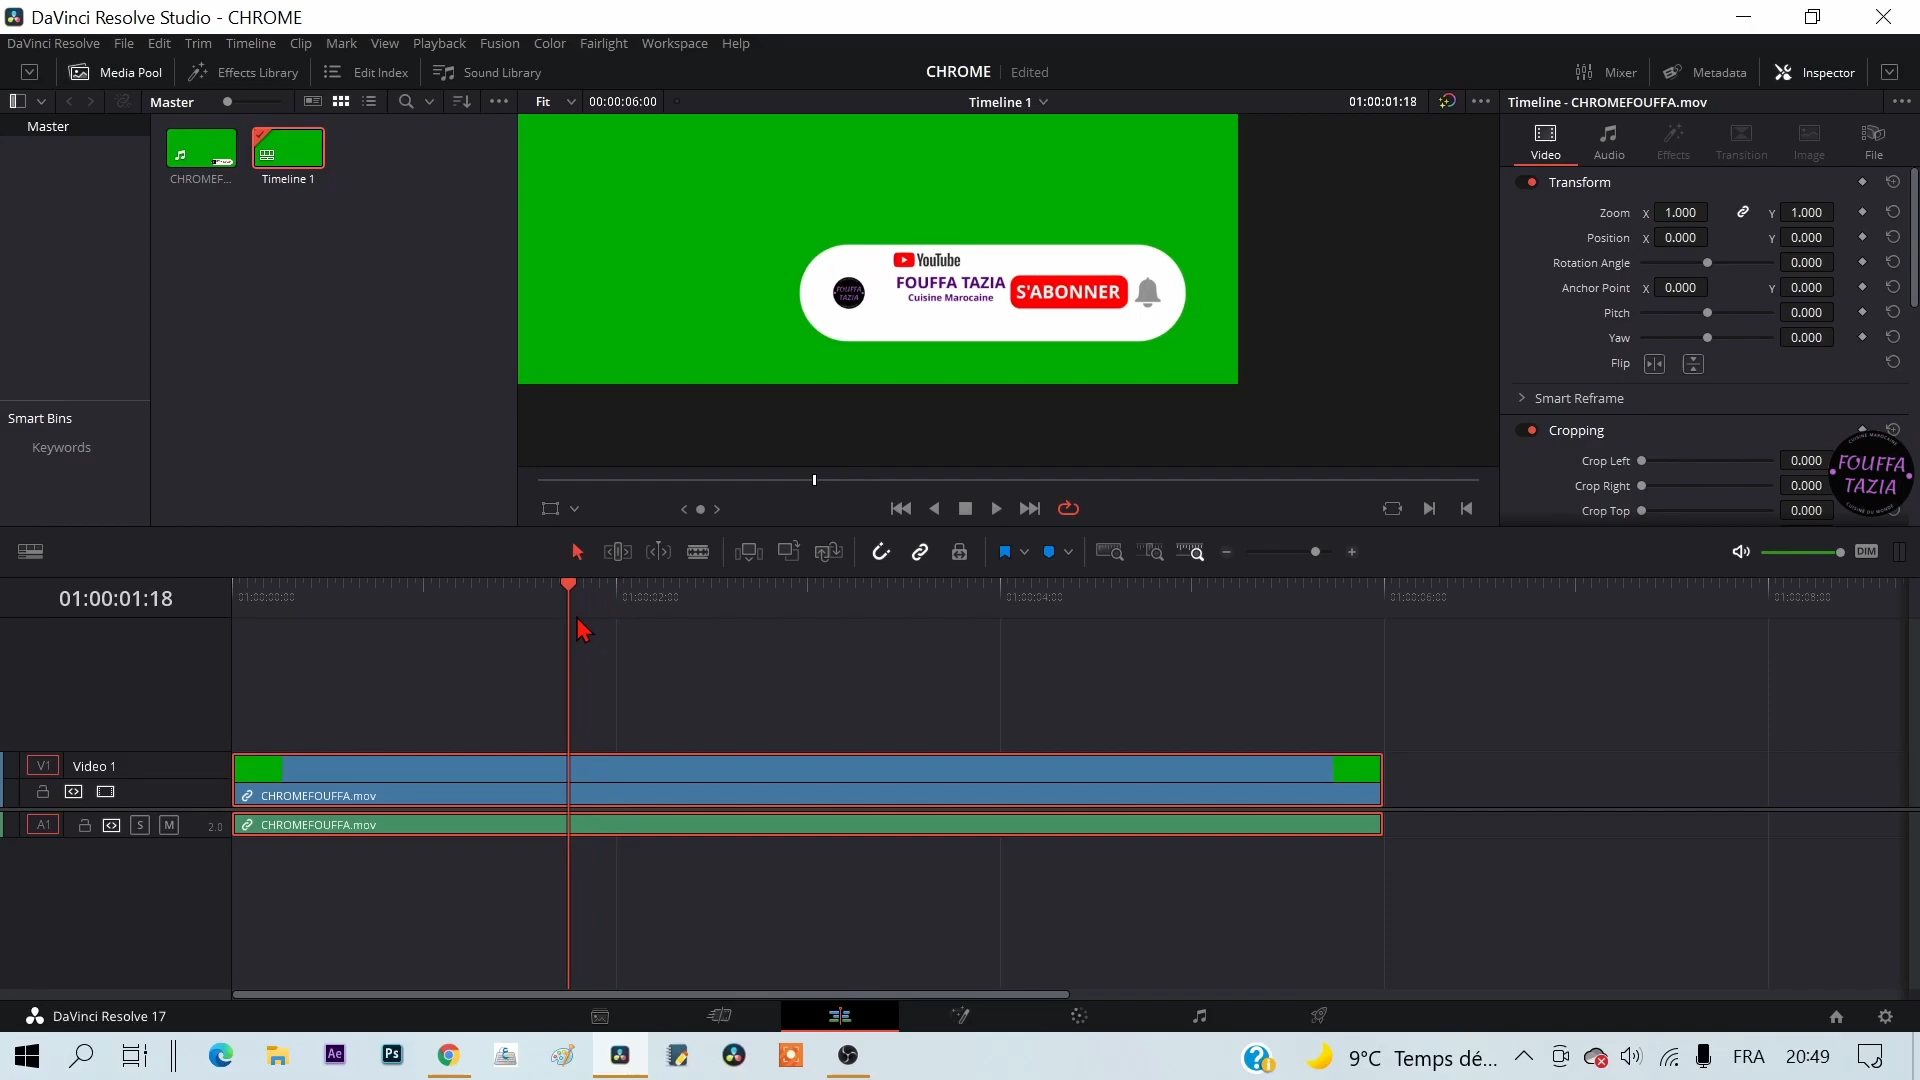 DaVinci Resolve Studio - CHROME
DaVinci Resolve File Edit Trim Timeline Clip Mark View Playback Fusion Color Fairlight Workspace Help
Media Pool Effects Library Edit Index Sound Library CHROME Edited Mixer Metadata Inspector
Master Fit 00:00:06:00 Timeline 1 01:00:01:18 Timeline - CHROMEFOUFFA.mov
Master
CHROMEF...
Timeline 1
Smart Bins
Keywords
YouTube
FOUFFA TAZIA
Cuisine Marocaine
S'ABONNER
FOUFFA
TAZIA
Video Audio Effects Transition Image File
Transform
Zoom X 1.000 Y 1.000
Position X 0.000 Y 0.000
Rotation Angle 0.000
Anchor Point X 0.000 Y 0.000
Pitch 0.000
Yaw 0.000
Flip
Smart Reframe
Cropping
Crop Left 0.000
Crop Right 0.000
Crop Top 0.000
CUISINE MAROCAINE
FOUFFA
TAZIA
CUISINE DU MONDE
DIM
01:00:01:18
01:00:00:00 01:00:02:00 01:00:04:00 01:00:06:00 01:00:08:00
V1 Video 1
CHROMEFOUFFA.mov
A1 S M 2.0
CHROMEFOUFFA.mov
DaVinci Resolve 17
Ae Ps 9°C Temps dé... FRA 20:49